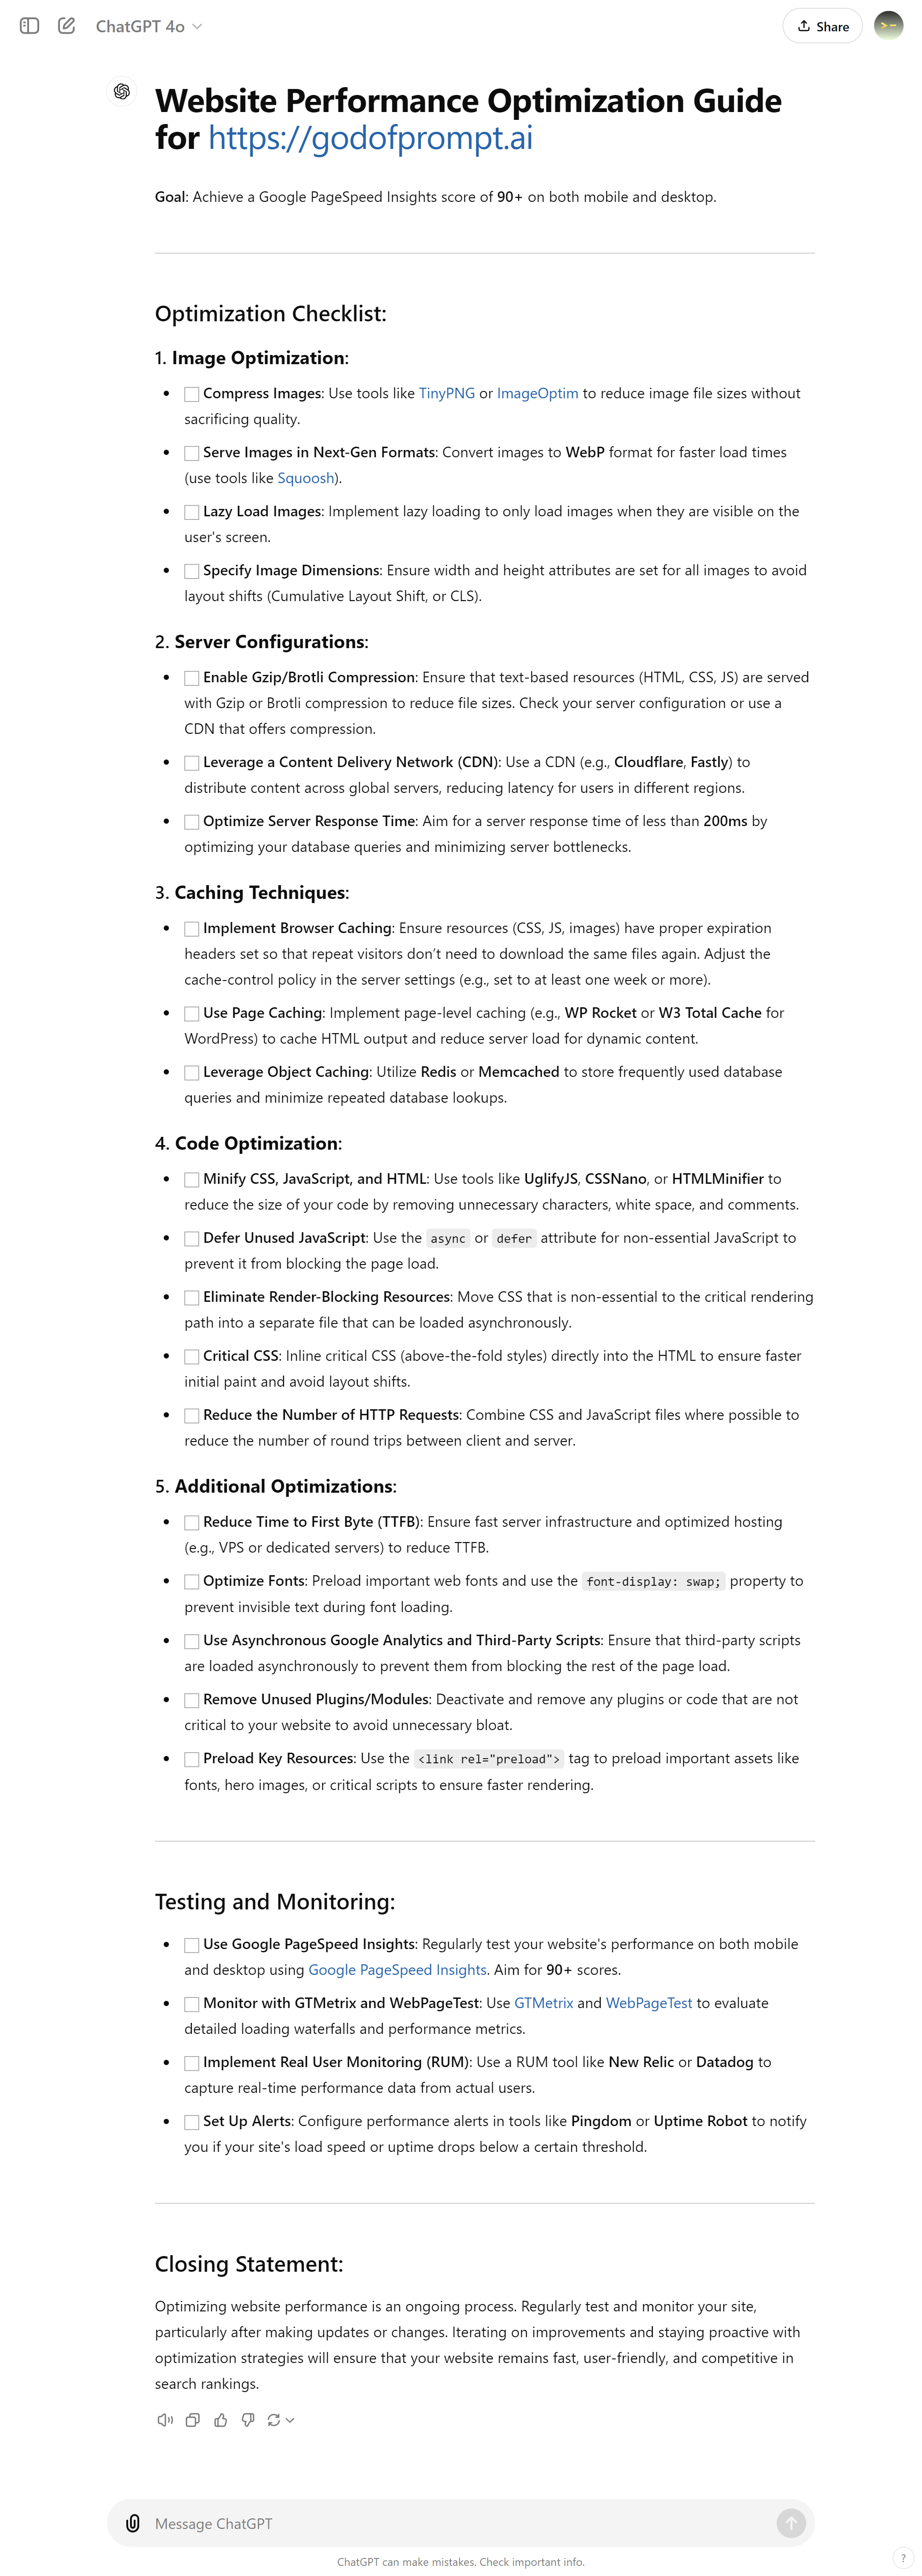 ChatGPT 4o
Share
Website Performance Optimization Guide
for https://godofprompt.ai
Goal: Achieve a Google PageSpeed Insights score of 90+ on both mobile and desktop.
Optimization Checklist:
1. Image Optimization:
Compress Images: Use tools like TinyPNG or ImageOptim to reduce image file sizes without
sacrificing quality.
Serve Images in Next-Gen Formats: Convert images to WebP format for faster load times
(use tools like Squoosh).
Lazy Load Images: Implement lazy loading to only load images when they are visible on the
user's screen.
Specify Image Dimensions: Ensure width and height attributes are set for all images to avoid
layout shifts (Cumulative Layout Shift, or CLS).
2. Server Configurations:
Enable Gzip/Brotli Compression: Ensure that text-based resources (HTML, CSS, JS) are served
with Gzip or Brotli compression to reduce file sizes. Check your server configuration or use a
CDN that offers compression.
Leverage a Content Delivery Network (CDN): Use a CDN (e.g., Cloudflare, Fastly) to
distribute content across global servers, reducing latency for users in different regions.
Optimize Server Response Time: Aim for a server response time of less than 200ms by
optimizing your database queries and minimizing server bottlenecks.
3. Caching Techniques:
Implement Browser Caching: Ensure resources (CSS, JS, images) have proper expiration
headers set so that repeat visitors don’t need to download the same files again. Adjust the
cache-control policy in the server settings (e.g., set to at least one week or more).
Use Page Caching: Implement page-level caching (e.g., WP Rocket or W3 Total Cache for
WordPress) to cache HTML output and reduce server load for dynamic content.
Leverage Object Caching: Utilize Redis or Memcached to store frequently used database
queries and minimize repeated database lookups.
4. Code Optimization:
Minify CSS, JavaScript, and HTML: Use tools like UglifyJS, CSSNano, or HTMLMinifier to
reduce the size of your code by removing unnecessary characters, white space, and comments.
Defer Unused JavaScript: Use the async or defer attribute for non-essential JavaScript to
prevent it from blocking the page load.
Eliminate Render-Blocking Resources: Move CSS that is non-essential to the critical rendering
path into a separate file that can be loaded asynchronously.
Critical CSS: Inline critical CSS (above-the-fold styles) directly into the HTML to ensure faster
initial paint and avoid layout shifts.
Reduce the Number of HTTP Requests: Combine CSS and JavaScript files where possible to
reduce the number of round trips between client and server.
5. Additional Optimizations:
Reduce Time to First Byte (TTFB): Ensure fast server infrastructure and optimized hosting
(e.g., VPS or dedicated servers) to reduce TTFB.
Optimize Fonts: Preload important web fonts and use the font-display: swap; property to
prevent invisible text during font loading.
Use Asynchronous Google Analytics and Third-Party Scripts: Ensure that third-party scripts
are loaded asynchronously to prevent them from blocking the rest of the page load.
Remove Unused Plugins/Modules: Deactivate and remove any plugins or code that are not
critical to your website to avoid unnecessary bloat.
Preload Key Resources: Use the <link rel="preload"> tag to preload important assets like
fonts, hero images, or critical scripts to ensure faster rendering.
Testing and Monitoring:
Use Google PageSpeed Insights: Regularly test your website's performance on both mobile
and desktop using Google PageSpeed Insights. Aim for 90+ scores.
Monitor with GTMetrix and WebPageTest: Use GTMetrix and WebPageTest to evaluate
detailed loading waterfalls and performance metrics.
Implement Real User Monitoring (RUM): Use a RUM tool like New Relic or Datadog to
capture real-time performance data from actual users.
Set Up Alerts: Configure performance alerts in tools like Pingdom or Uptime Robot to notify
you if your site's load speed or uptime drops below a certain threshold.
Closing Statement:
Optimizing website performance is an ongoing process. Regularly test and monitor your site,
particularly after making updates or changes. Iterating on improvements and staying proactive with
optimization strategies will ensure that your website remains fast, user-friendly, and competitive in
search rankings.
Message ChatGPT
ChatGPT can make mistakes. Check important info.
?